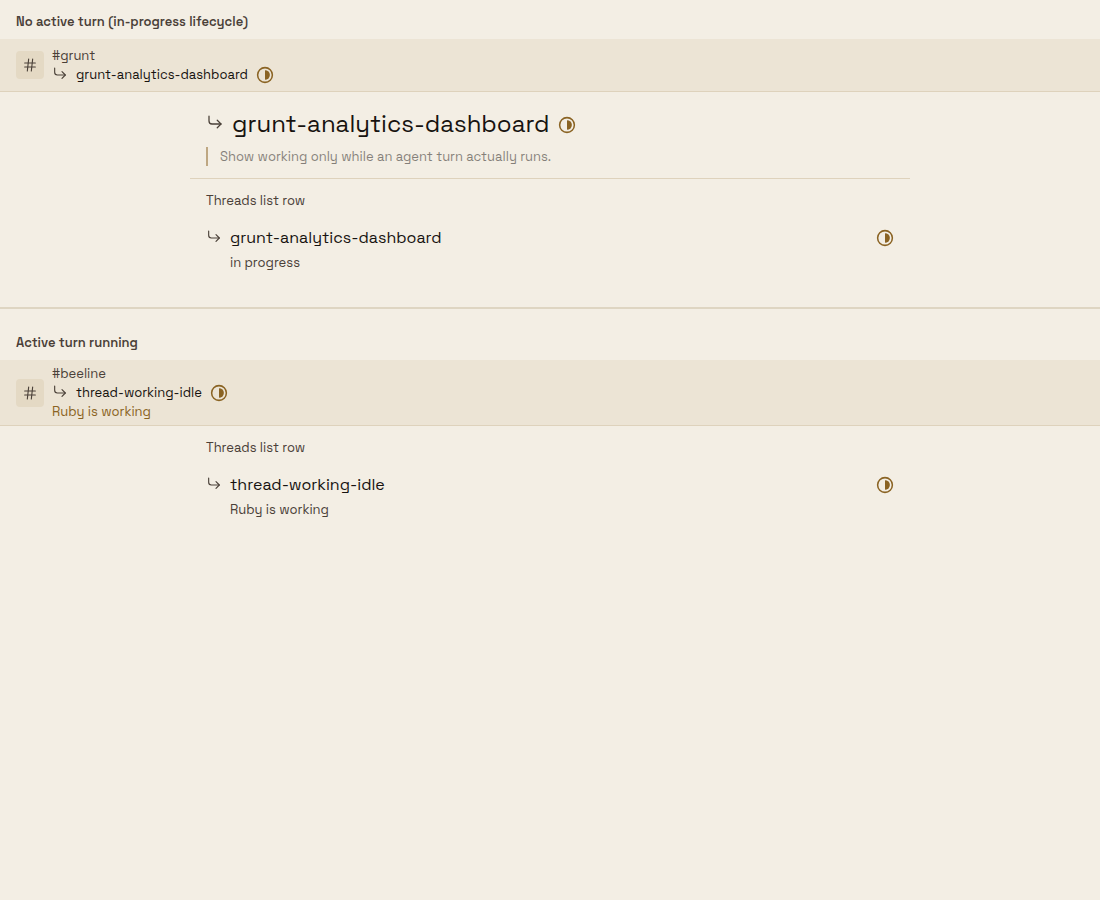 No active turn (in-progress lifecycle)
#grunt
grunt-analytics-dashboard
grunt-analytics-dashboard
Show working only while an agent turn actually runs.
Threads list row
grunt-analytics-dashboard
in progress
Active turn running
#beeline
thread-working-idle
Ruby is working
Threads list row
thread-working-idle
Ruby is working